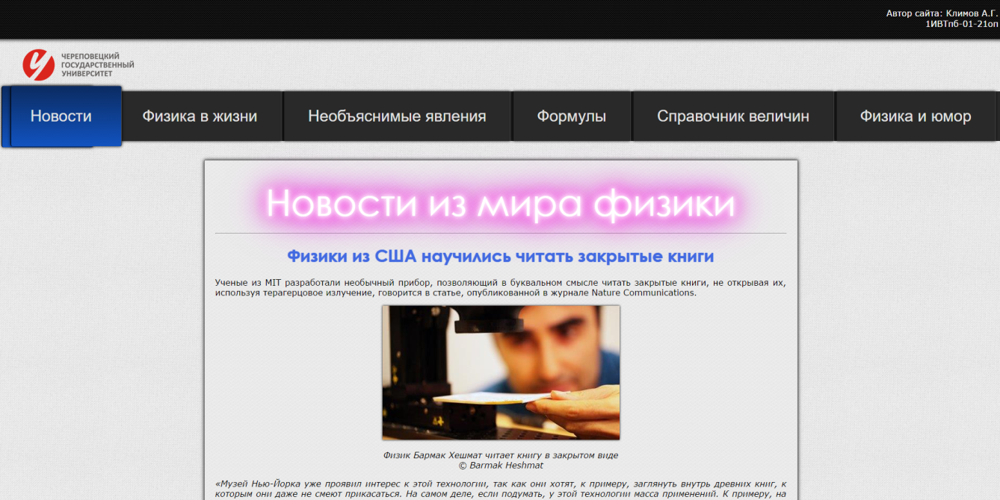 Автор сайта: Климов А.Г.
1ИВТпб-01-21оп
ЧЕРЕПОВЕЦКИЙ
ГОСУДАРСТВЕННЫЙ
УНИВЕРСИТЕТ
Новости
Физика в жизни
Необъяснимые явления
Формулы
Справочник величин
Физика и юмор
Новости из мира физики
Физики из США научились читать закрытые книги
Ученые из MIT разработали необычный прибор, позволяющий в буквальном смысле читать закрытые книги, не открывая их,
используя терагерцовое излучение, говорится в статье, опубликованной в журнале Nature Communications.
Физик Бармак Хешмат читает книгу в закрытом виде
© Barmak Heshmat
«Музей Нью-Йорка уже проявил интерес к этой технологии, так как они хотят, к примеру, заглянуть внутрь древних книг, к
которым они даже не смеют прикасаться. На самом деле, если подумать, у этой технологии масса применений. К примеру, на